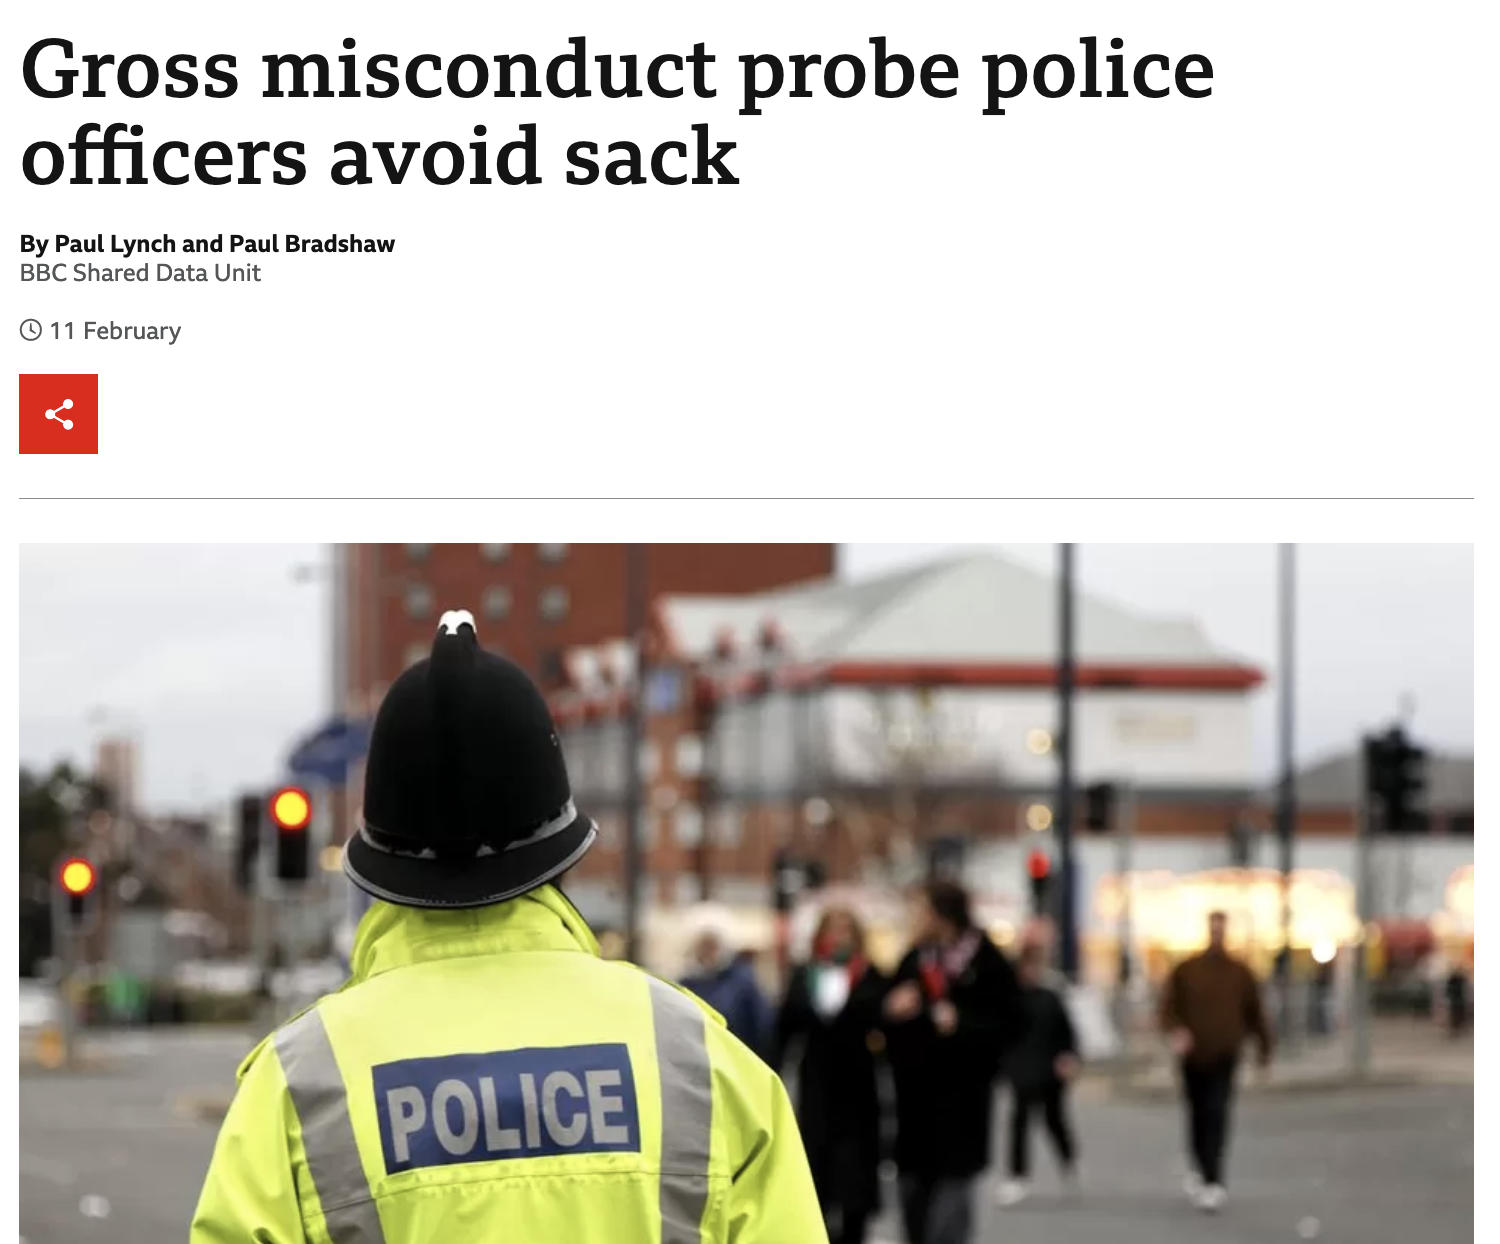 Gross misconduct probe police
officers avoid sack
By Paul Lynch and Paul Bradshaw
BBC Shared Data Unit
11 February
POLICE